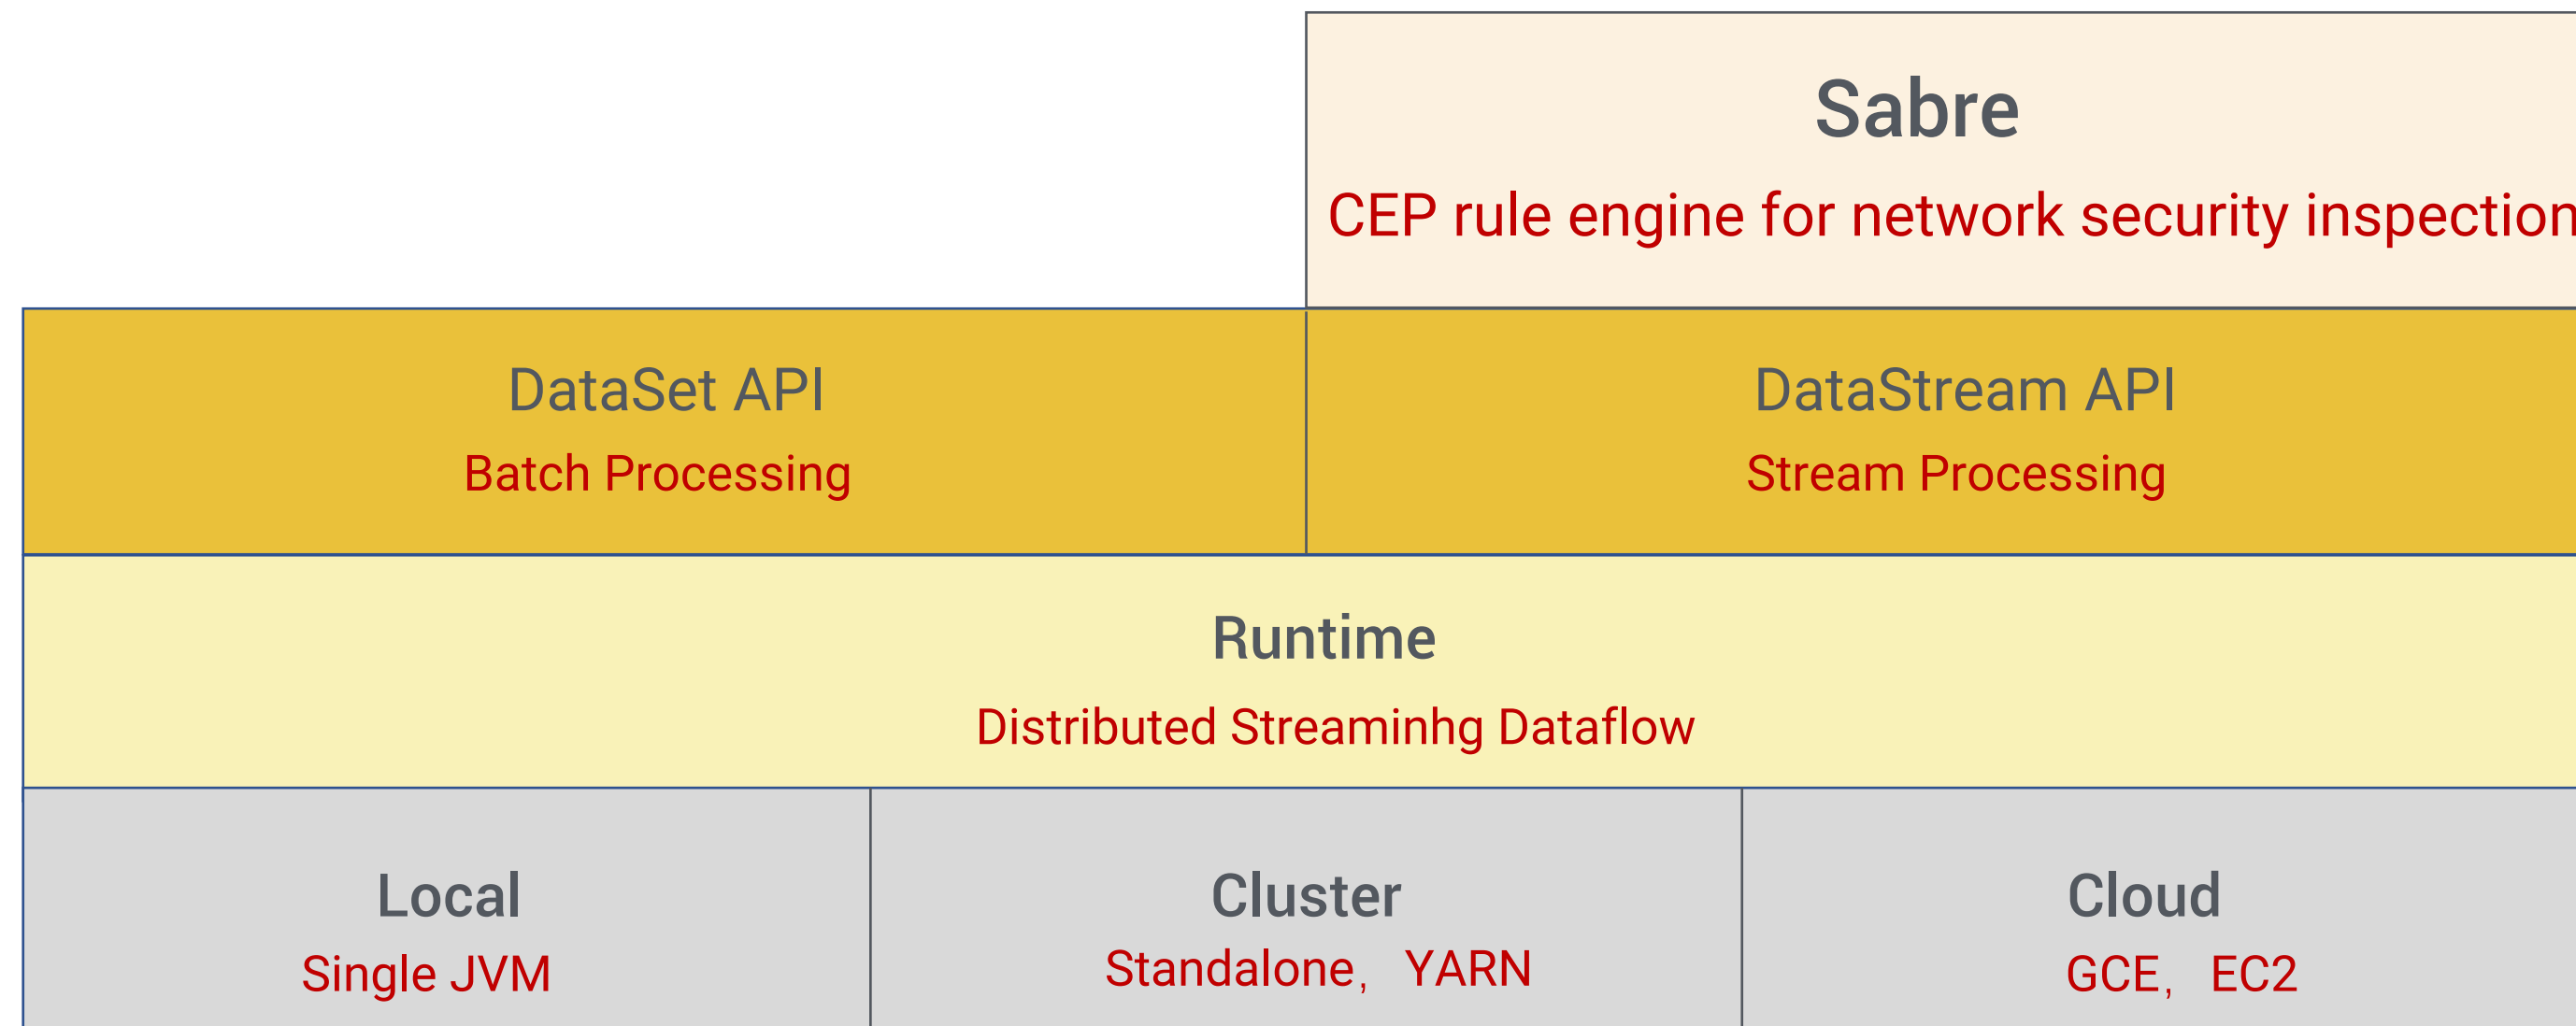 Sabre
CEP rule engine for network security inspection
DataSet API
Batch Processing
DataStream API
Stream Processing
Runtime
Distributed Streaminhg Dataflow
Local
Single JVM
Cluster
Standalone，YARN
Cloud
GCE，EC2